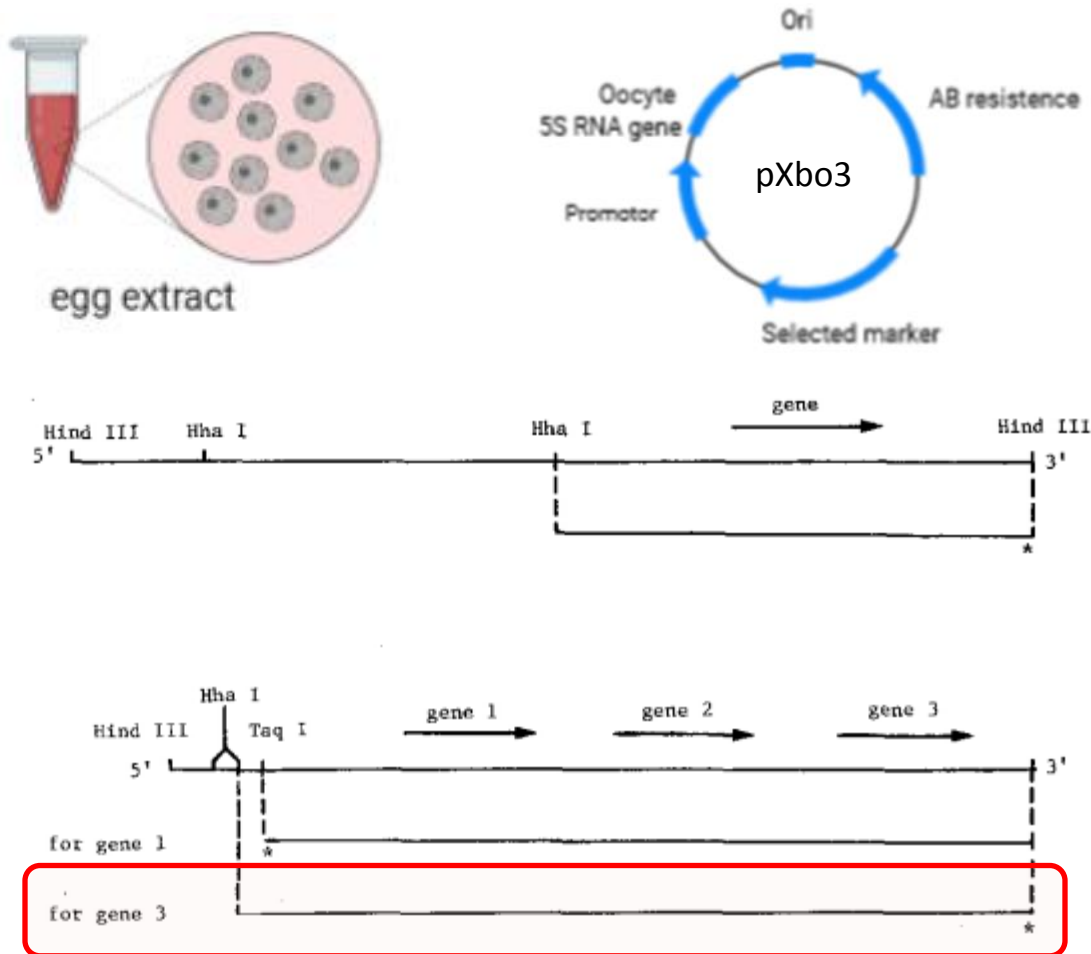 Ori
Oocyte
5S RNA gene
AB resistence
pXbo3
Promotor
egg extract
Selected marker
gene
Hind III Hha I Hha I Hind III
5' 3'
*
Hha I
Hind III Taq I gene 1 gene 2 gene 3
5' 3'
for gene 1
*
for gene 3
*